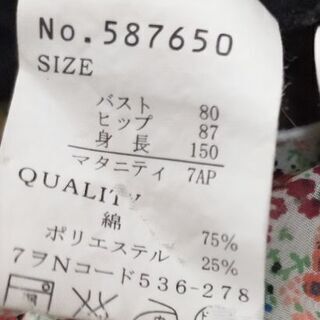 No.587650
SIZE
バスト 80
ヒップ 87
身長 150
マタニティ 7AP
QUALITY
綿 75%
ポリエステル 25%
7ヲNコード536-278